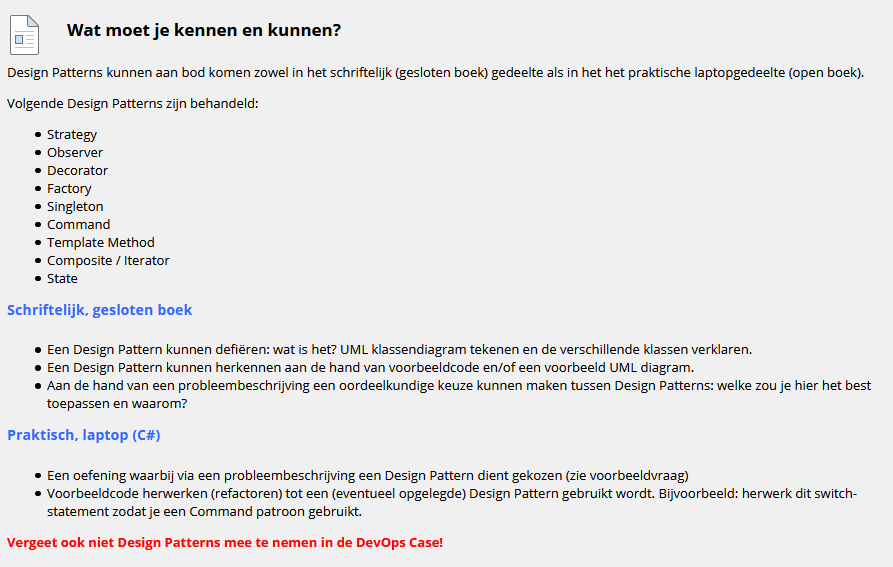 Wat moet je kennen en kunnen?
Design Patterns kunnen aan bod komen zowel in het schriftelijk (gesloten boek) gedeelte als in het het praktische laptopgedeelte (open boek).
Volgende Design Patterns zijn behandeld:
• Strategy
• Observer
• Decorator
• Factory
• Singleton
• Command
• Template Method
• Composite / Iterator
• State
Schriftelijk, gesloten boek
• Een Design Pattern kunnen defiëren: wat is het? UML klassendiagram tekenen en de verschillende klassen verklaren.
• Een Design Pattern kunnen herkennen aan de hand van voorbeeldcode en/of een voorbeeld UML diagram.
• Aan de hand van een probleembeschrijving een oordeelkundige keuze kunnen maken tussen Design Patterns: welke zou je hier het best
toepassen en waarom?
Praktisch, laptop (C#)
• Een oefening waarbij via een probleembeschrijving een Design Pattern dient gekozen (zie voorbeeldvraag)
• Voorbeeldcode herwerken (refactoren) tot een (eventueel opgelegde) Design Pattern gebruikt wordt. Bijvoorbeeld: herwerk dit switch-
statement zodat je een Command patroon gebruikt.
Vergeet ook niet Design Patterns mee te nemen in de DevOps Case!